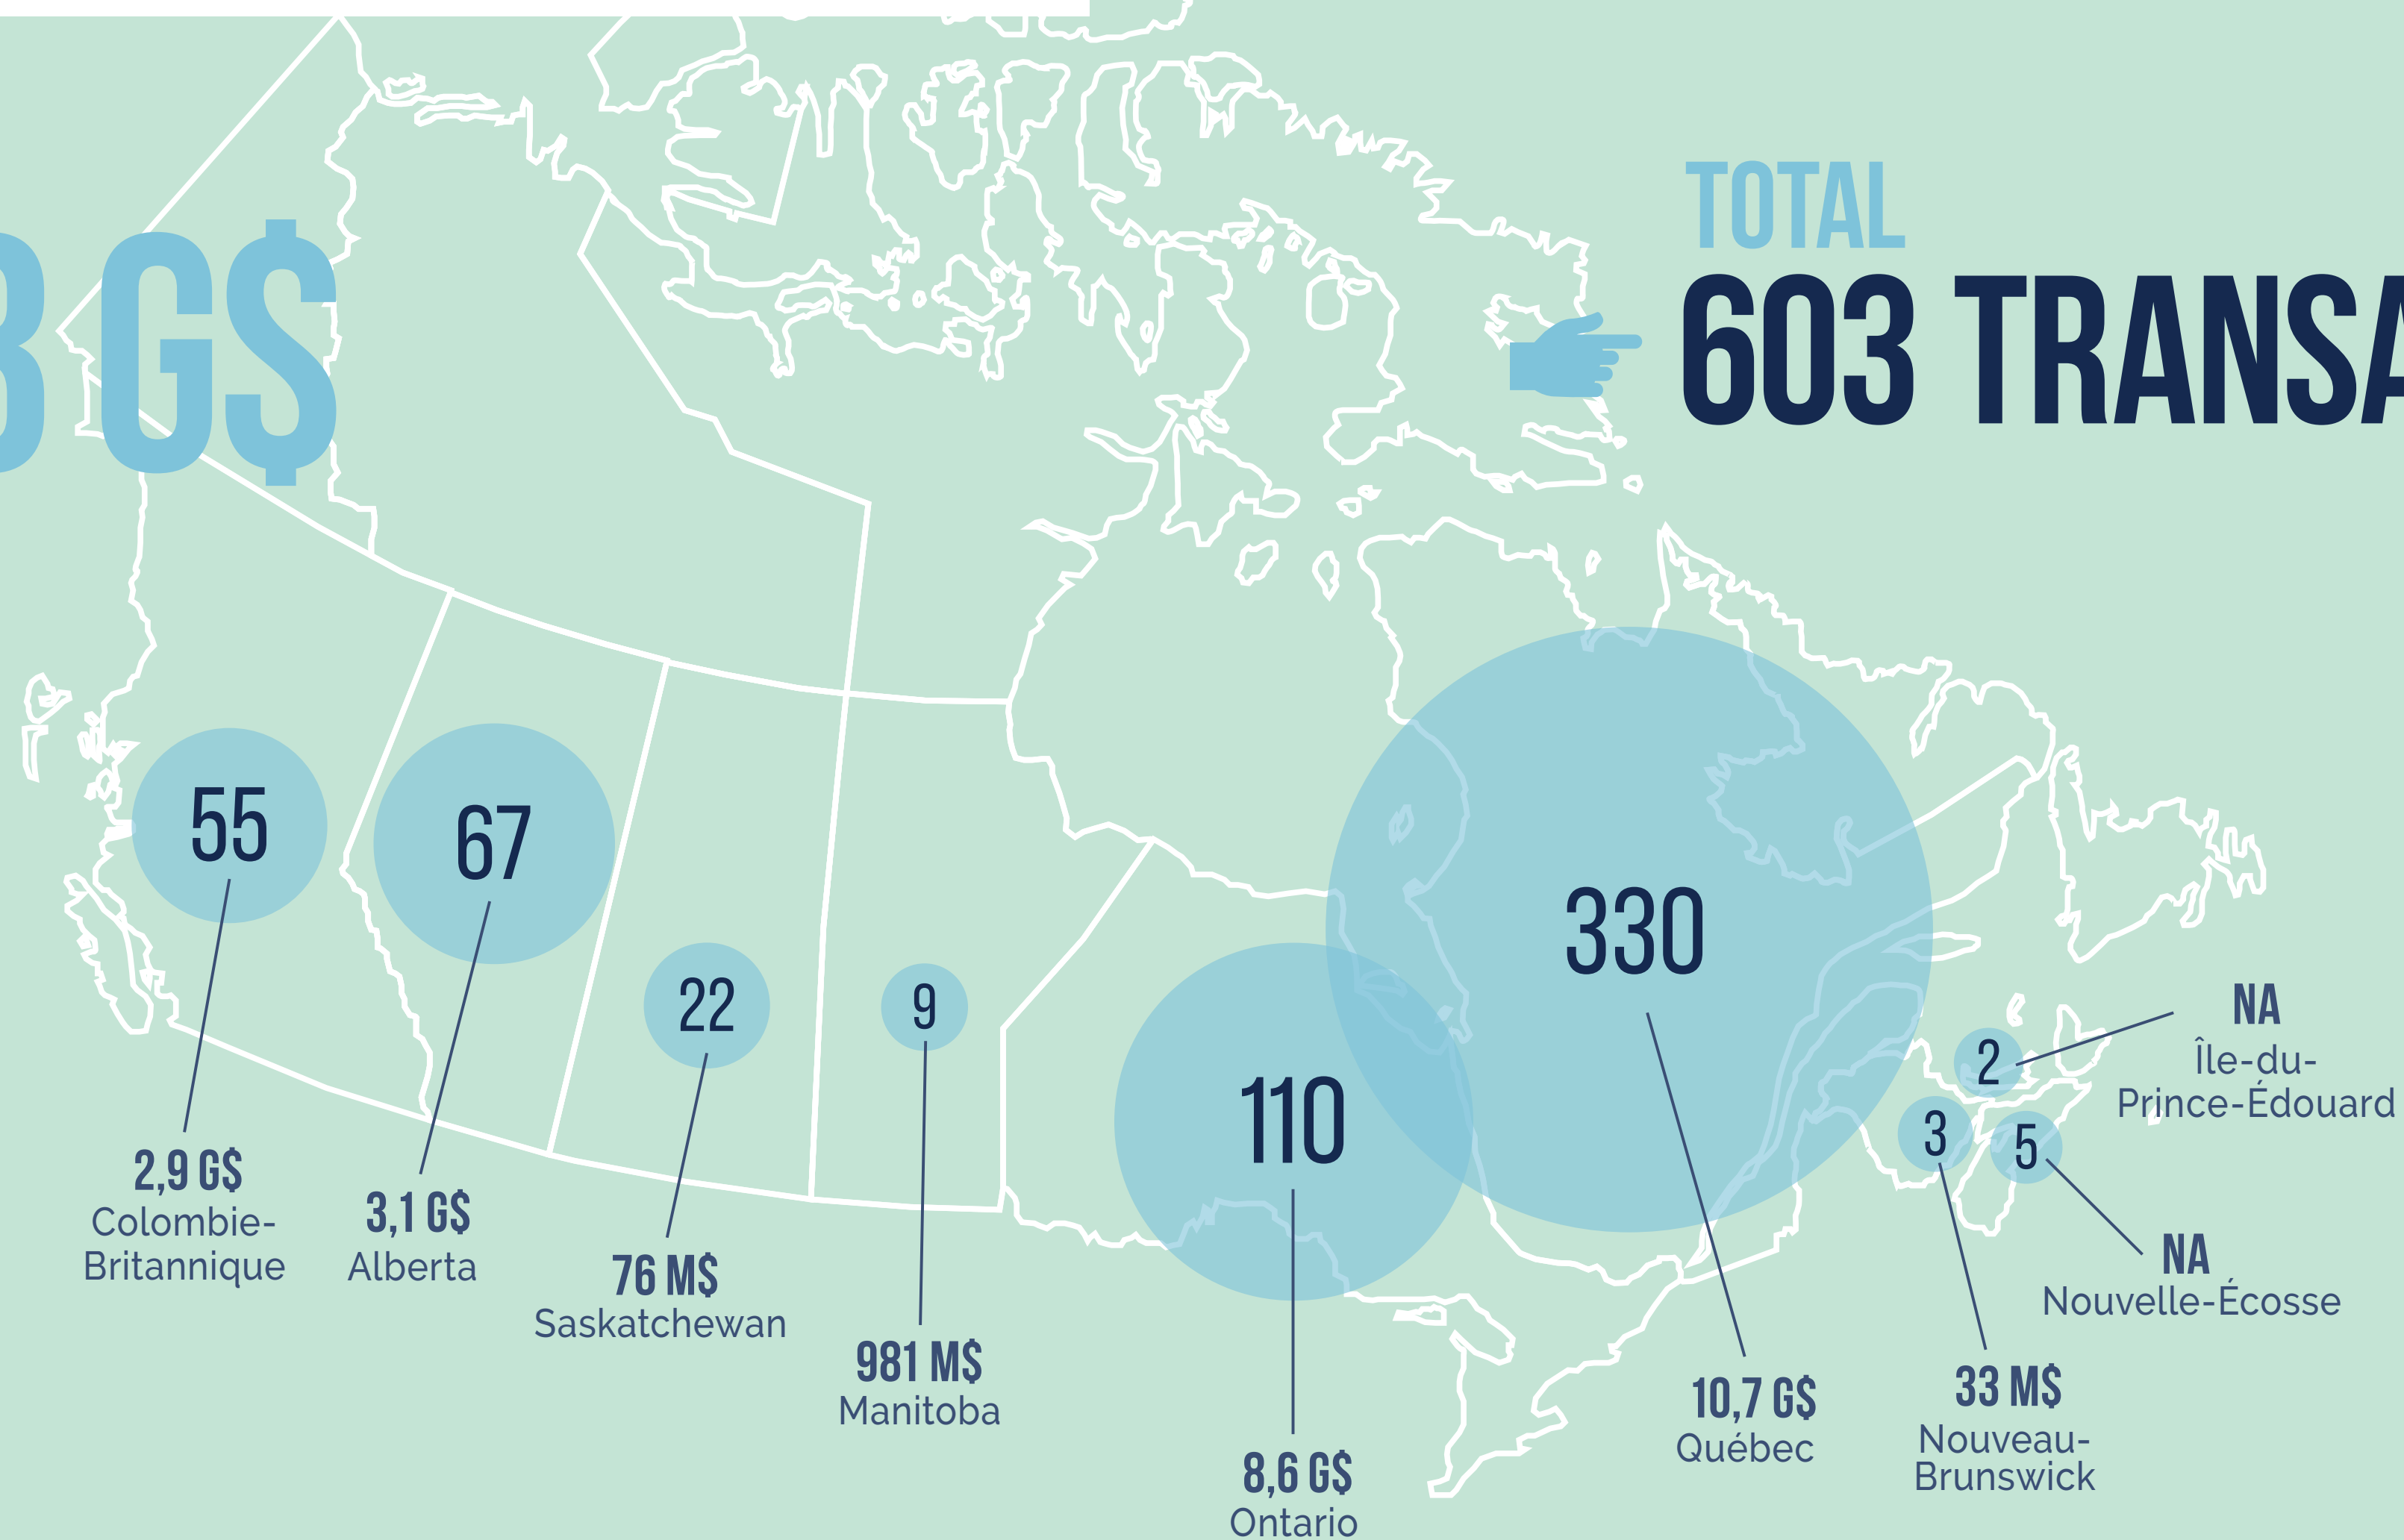 TOTAL
603 TRANSA
3 G$
55
67
22
9
110
330
2
3
5
2,9 G$
Colombie-
Britannique
3,1 G$
Alberta
76 M$
Saskatchewan
981 M$
Manitoba
8,6 G$
Ontario
10,7 G$
Québec
33 M$
Nouveau-
Brunswick
NA
Île-du-
Prince-Édouard
NA
Nouvelle-Écosse